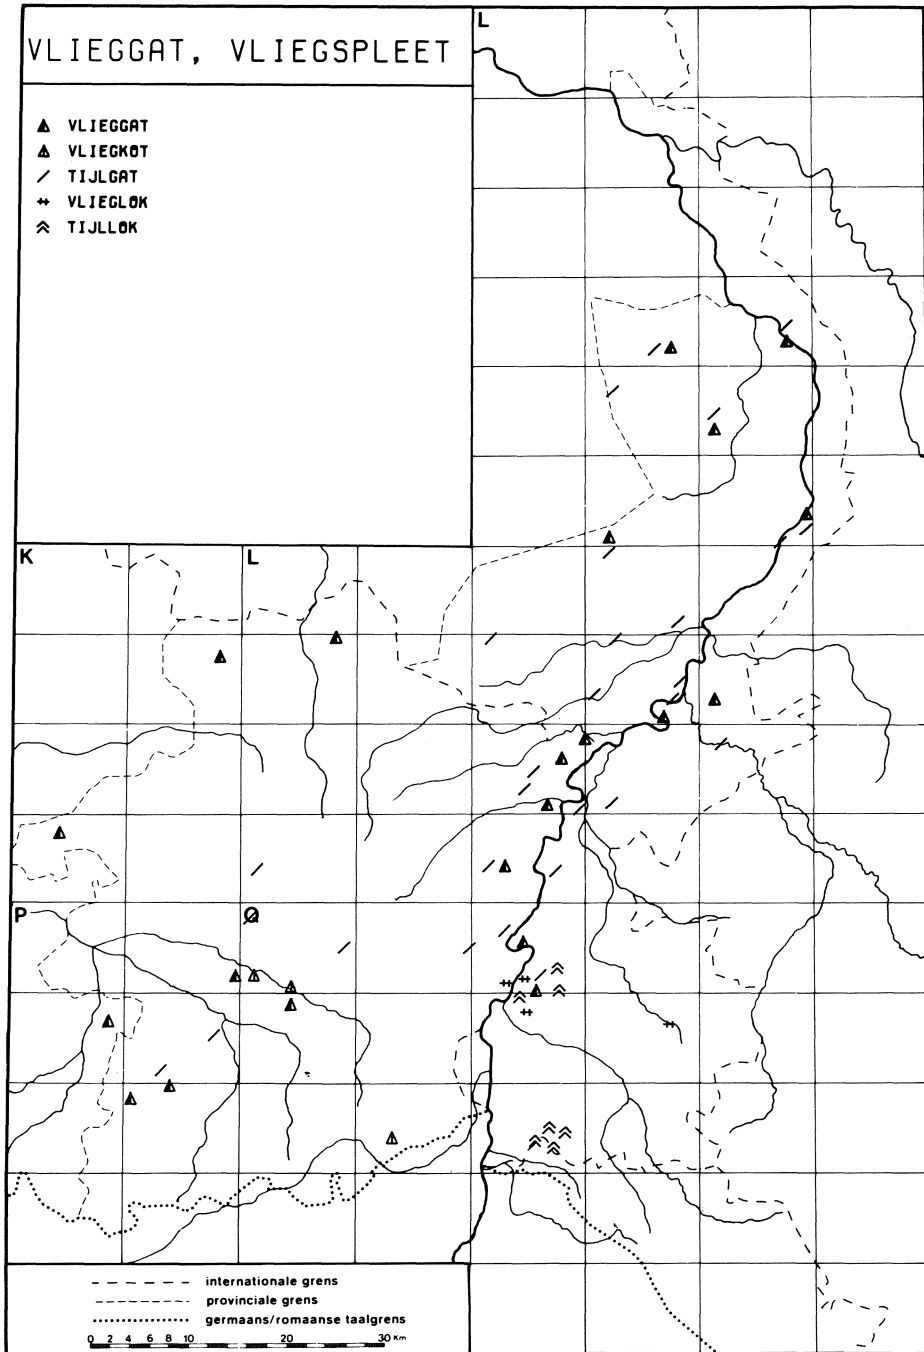 VLIEGGAT, VLIEGSPLEET
VLIEGGAT
VLIEGKOT
TIJLGAT
VLIEGLOK
TIJLLOK
L
K
L
P
Q
internationale grens
provinciale grens
germaans/romaanse taalgrens
0 2 4 6 8 10 20 30 Km